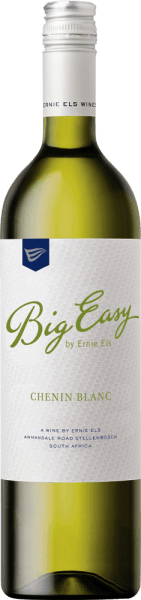 ERNIE ELS WINES
Big Easy
by Ernie Els
CHENIN BLANC
A WINE BY ERNIE ELS
ANNANDALE ROAD STELLENBOSCH
SOUTH AFRICA